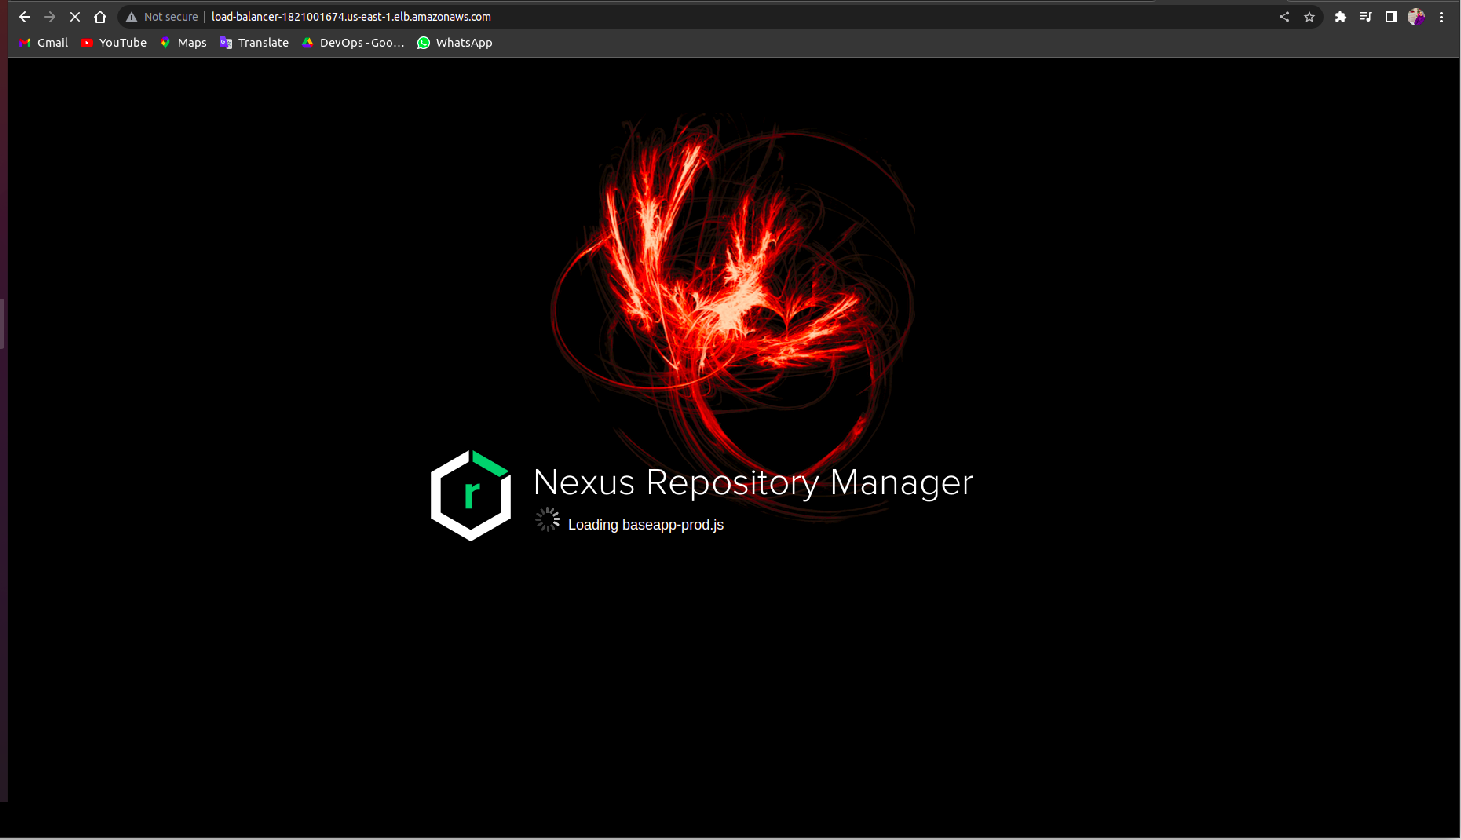 Not secure load-balancer-1821001674.us-east-1.elb.amazonaws.com
Gmail YouTube Maps Translate DevOps - Goo... WhatsApp
r Nexus Repository Manager
Loading baseapp-prod.js